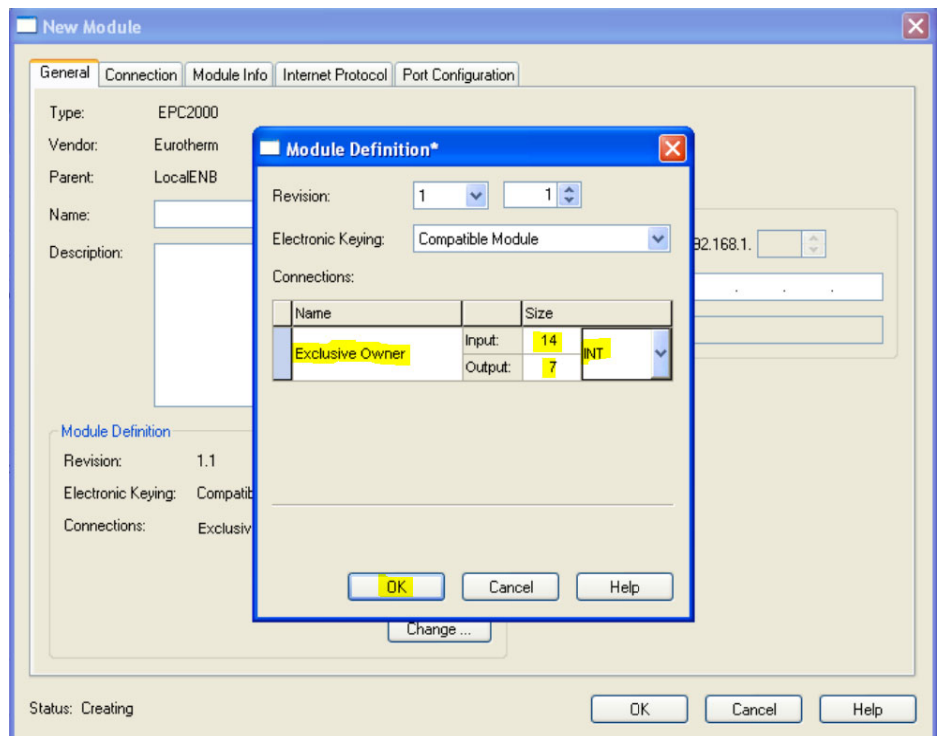 New Module
General Connection Module Info Internet Protocol Port Configuration
Type: EPC2000
Vendor: Eurotherm
Parent: LocalENB
Name:
Description:
Module Definition*
Revision: 1 1
Electronic Keying: Compatible Module
Connections:
Name Size
Exclusive Owner Input: 14 INT
Output: 7
OK Cancel Help
92.168.1.
. . .
Module Definition
Revision: 1.1
Electronic Keying: Compatib
Connections: Exclusiv
Change ...
Status: Creating
OK Cancel Help